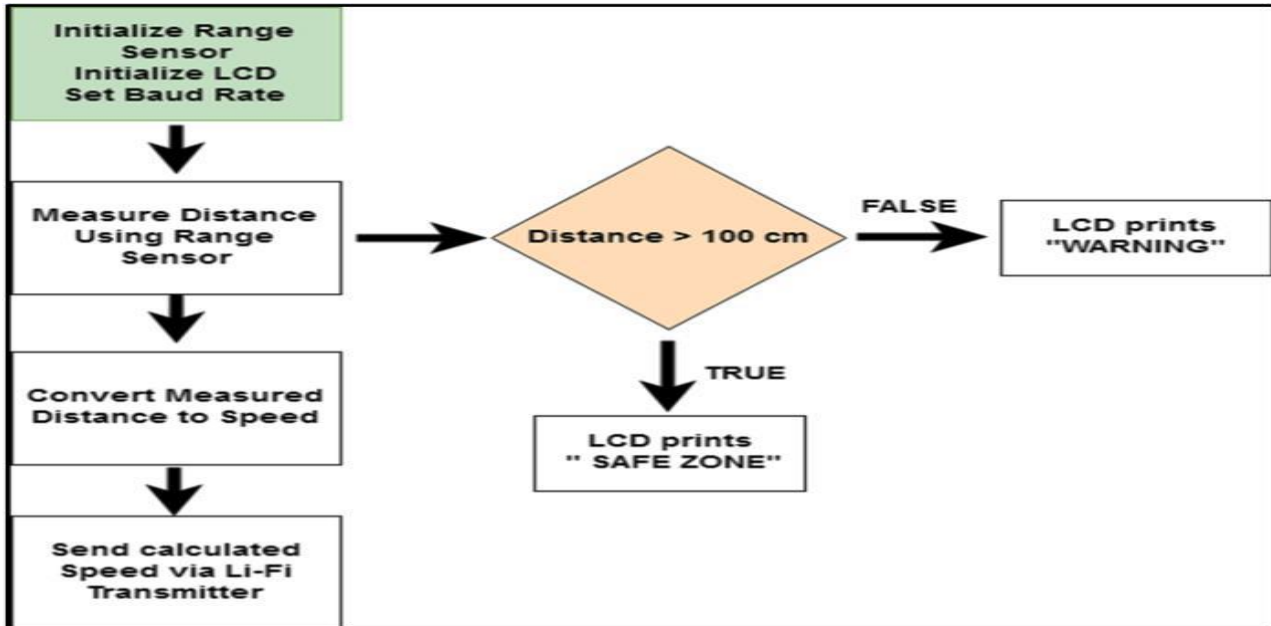 Initialize Range
Sensor
Initialize LCD
Set Baud Rate
Measure Distance
Using Range
Sensor
Distance > 100 cm
FALSE
LCD prints
"WARNING"
TRUE
LCD prints
" SAFE ZONE"
Convert Measured
Distance to Speed
Send calculated
Speed via Li-Fi
Transmitter